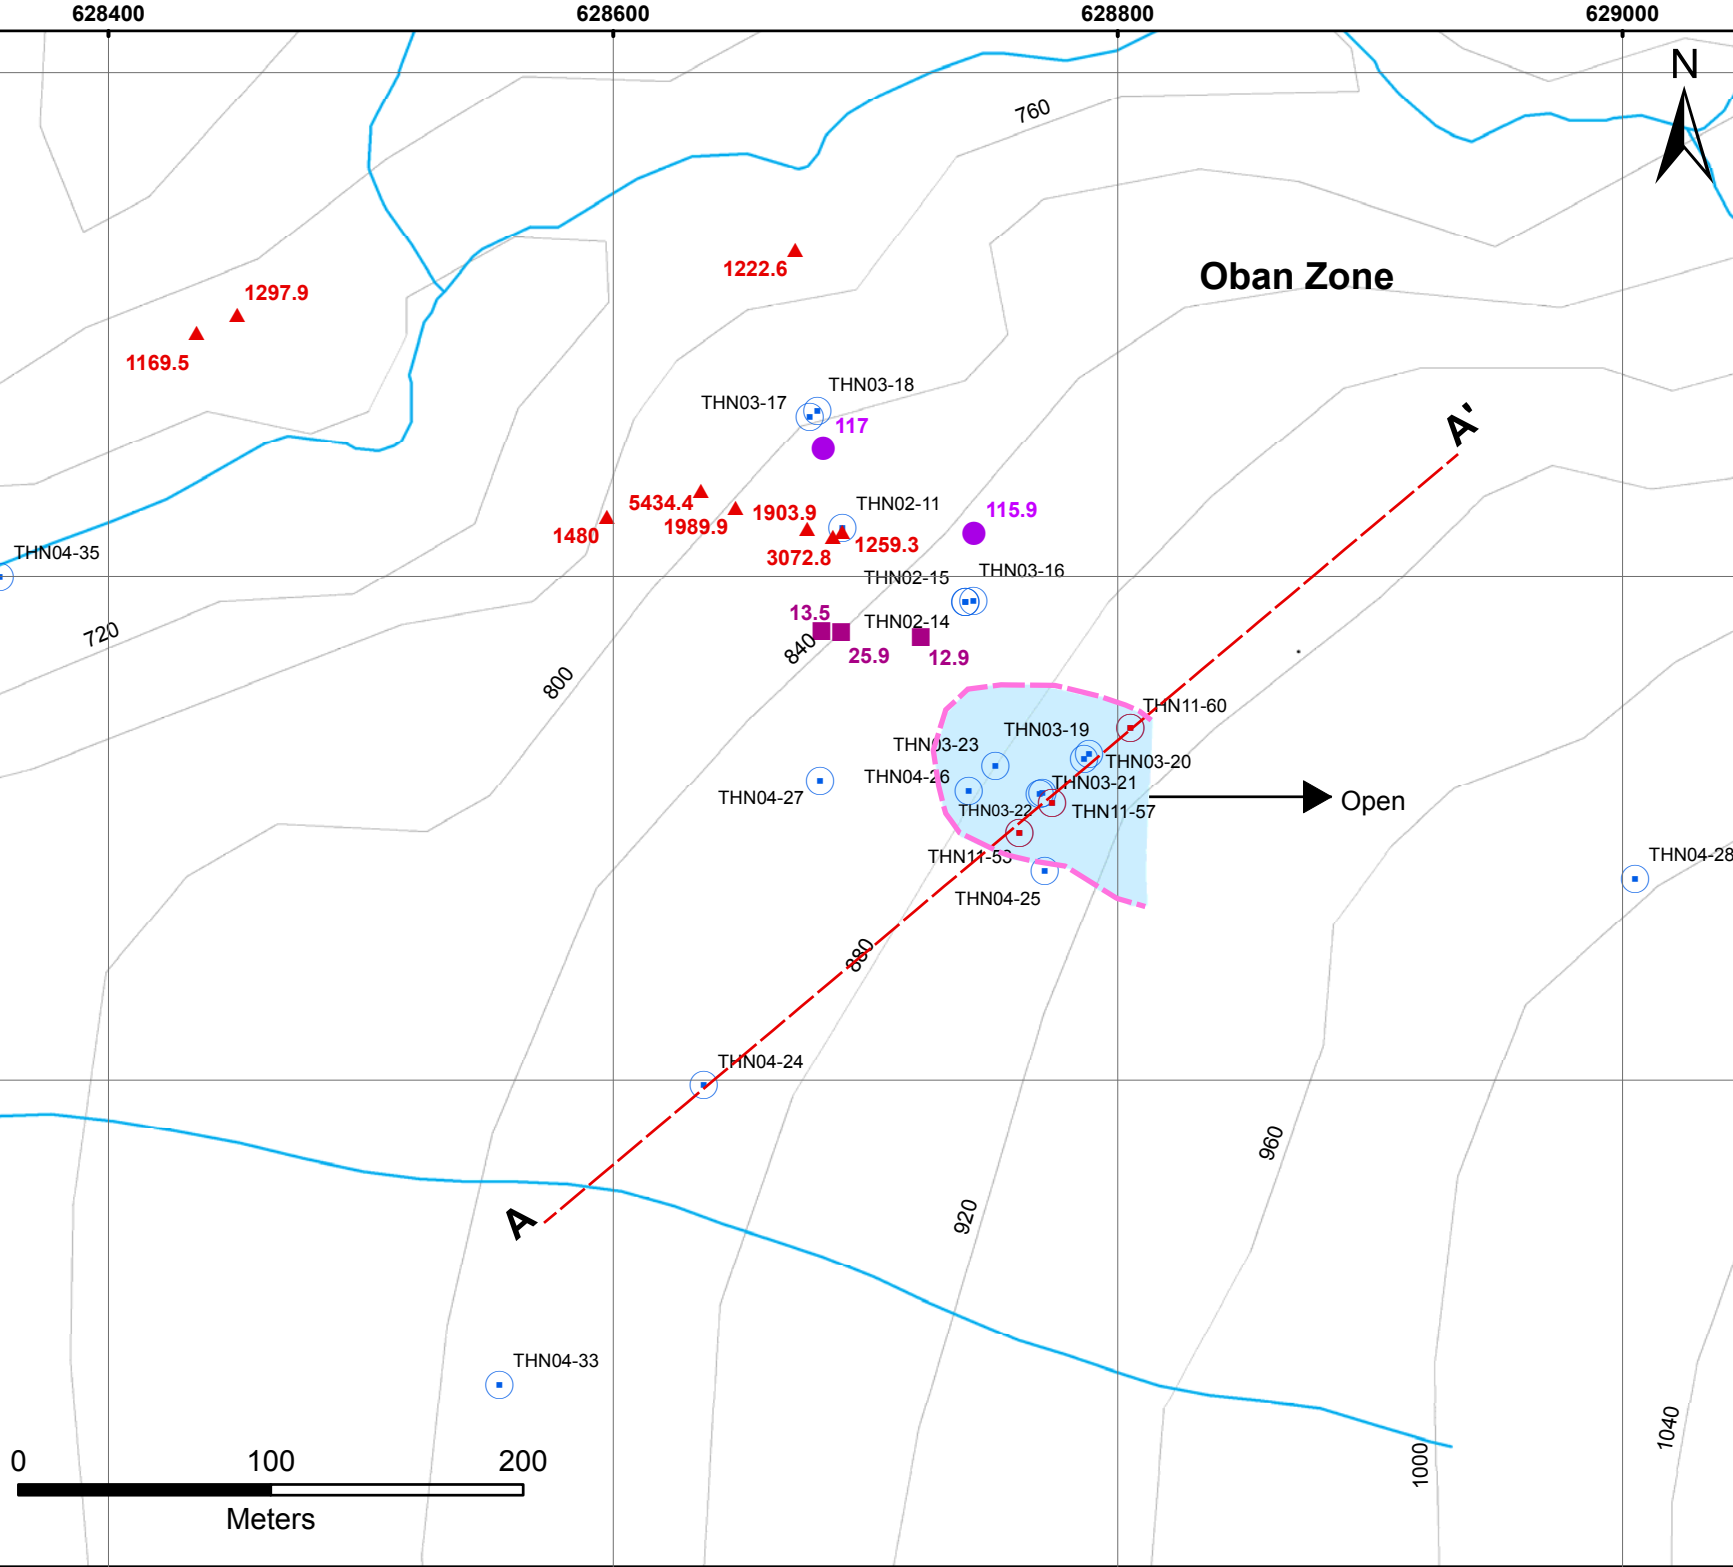 628400
628600
628800
629000
N
760
Oban Zone
1222.6
1297.9
1169.5
THN03-18
THN03-17
117
A'
5434.4
1989.9
1903.9
THN02-11
115.9
1480
3072.8
1259.3
THN04-35
THN02-15
THN03-16
13.5
THN02-14
720
840
25.9
12.9
800
THN11-60
THN03-19
THN03-23
THN03-20
THN04-26
THN03-21
THN04-27
THN03-22
THN11-57
Open
THN11-53
THN04-28
THN04-25
880
THN04-24
960
A
920
THN04-33
1040
1000
0
100
200
Meters